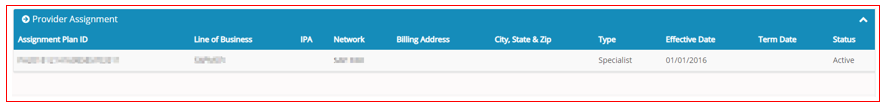 Provider Assignment
Assignment Plan ID Line of Business IPA Network Billing Address City, State & Zip Type Effective Date Term Date Status
Specialist 01/01/2016 Active